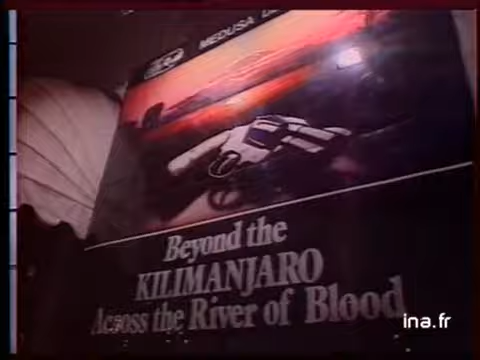 MEDUSA
Beyond the
KILIMANJARO
Across the River of Blood
ina.fr